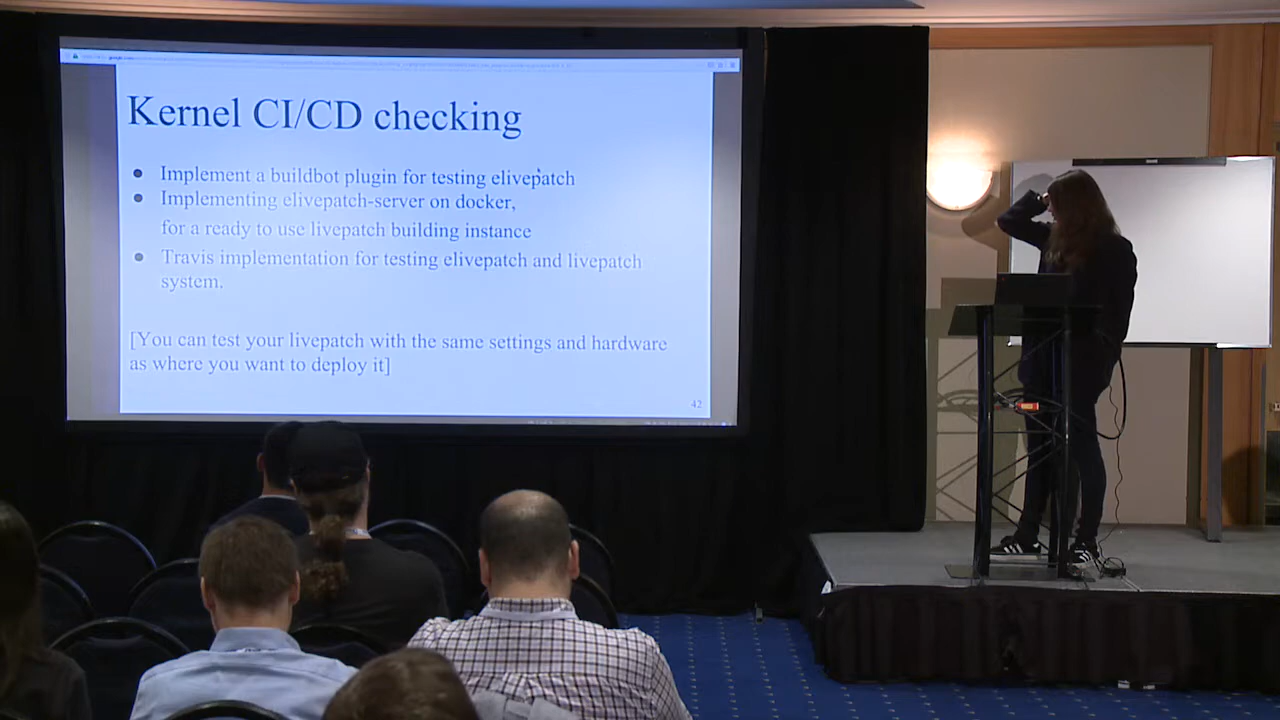 Kernel CI/CD checking
Implement a buildbot plugin for testing elivepatch
Implementing elivepatch-server on docker,
for a ready to use livepatch building instance
Travis implementation for testing elivepatch and livepatch
system.
[You can test your livepatch with the same settings and hardware
as where you want to deploy it]
42